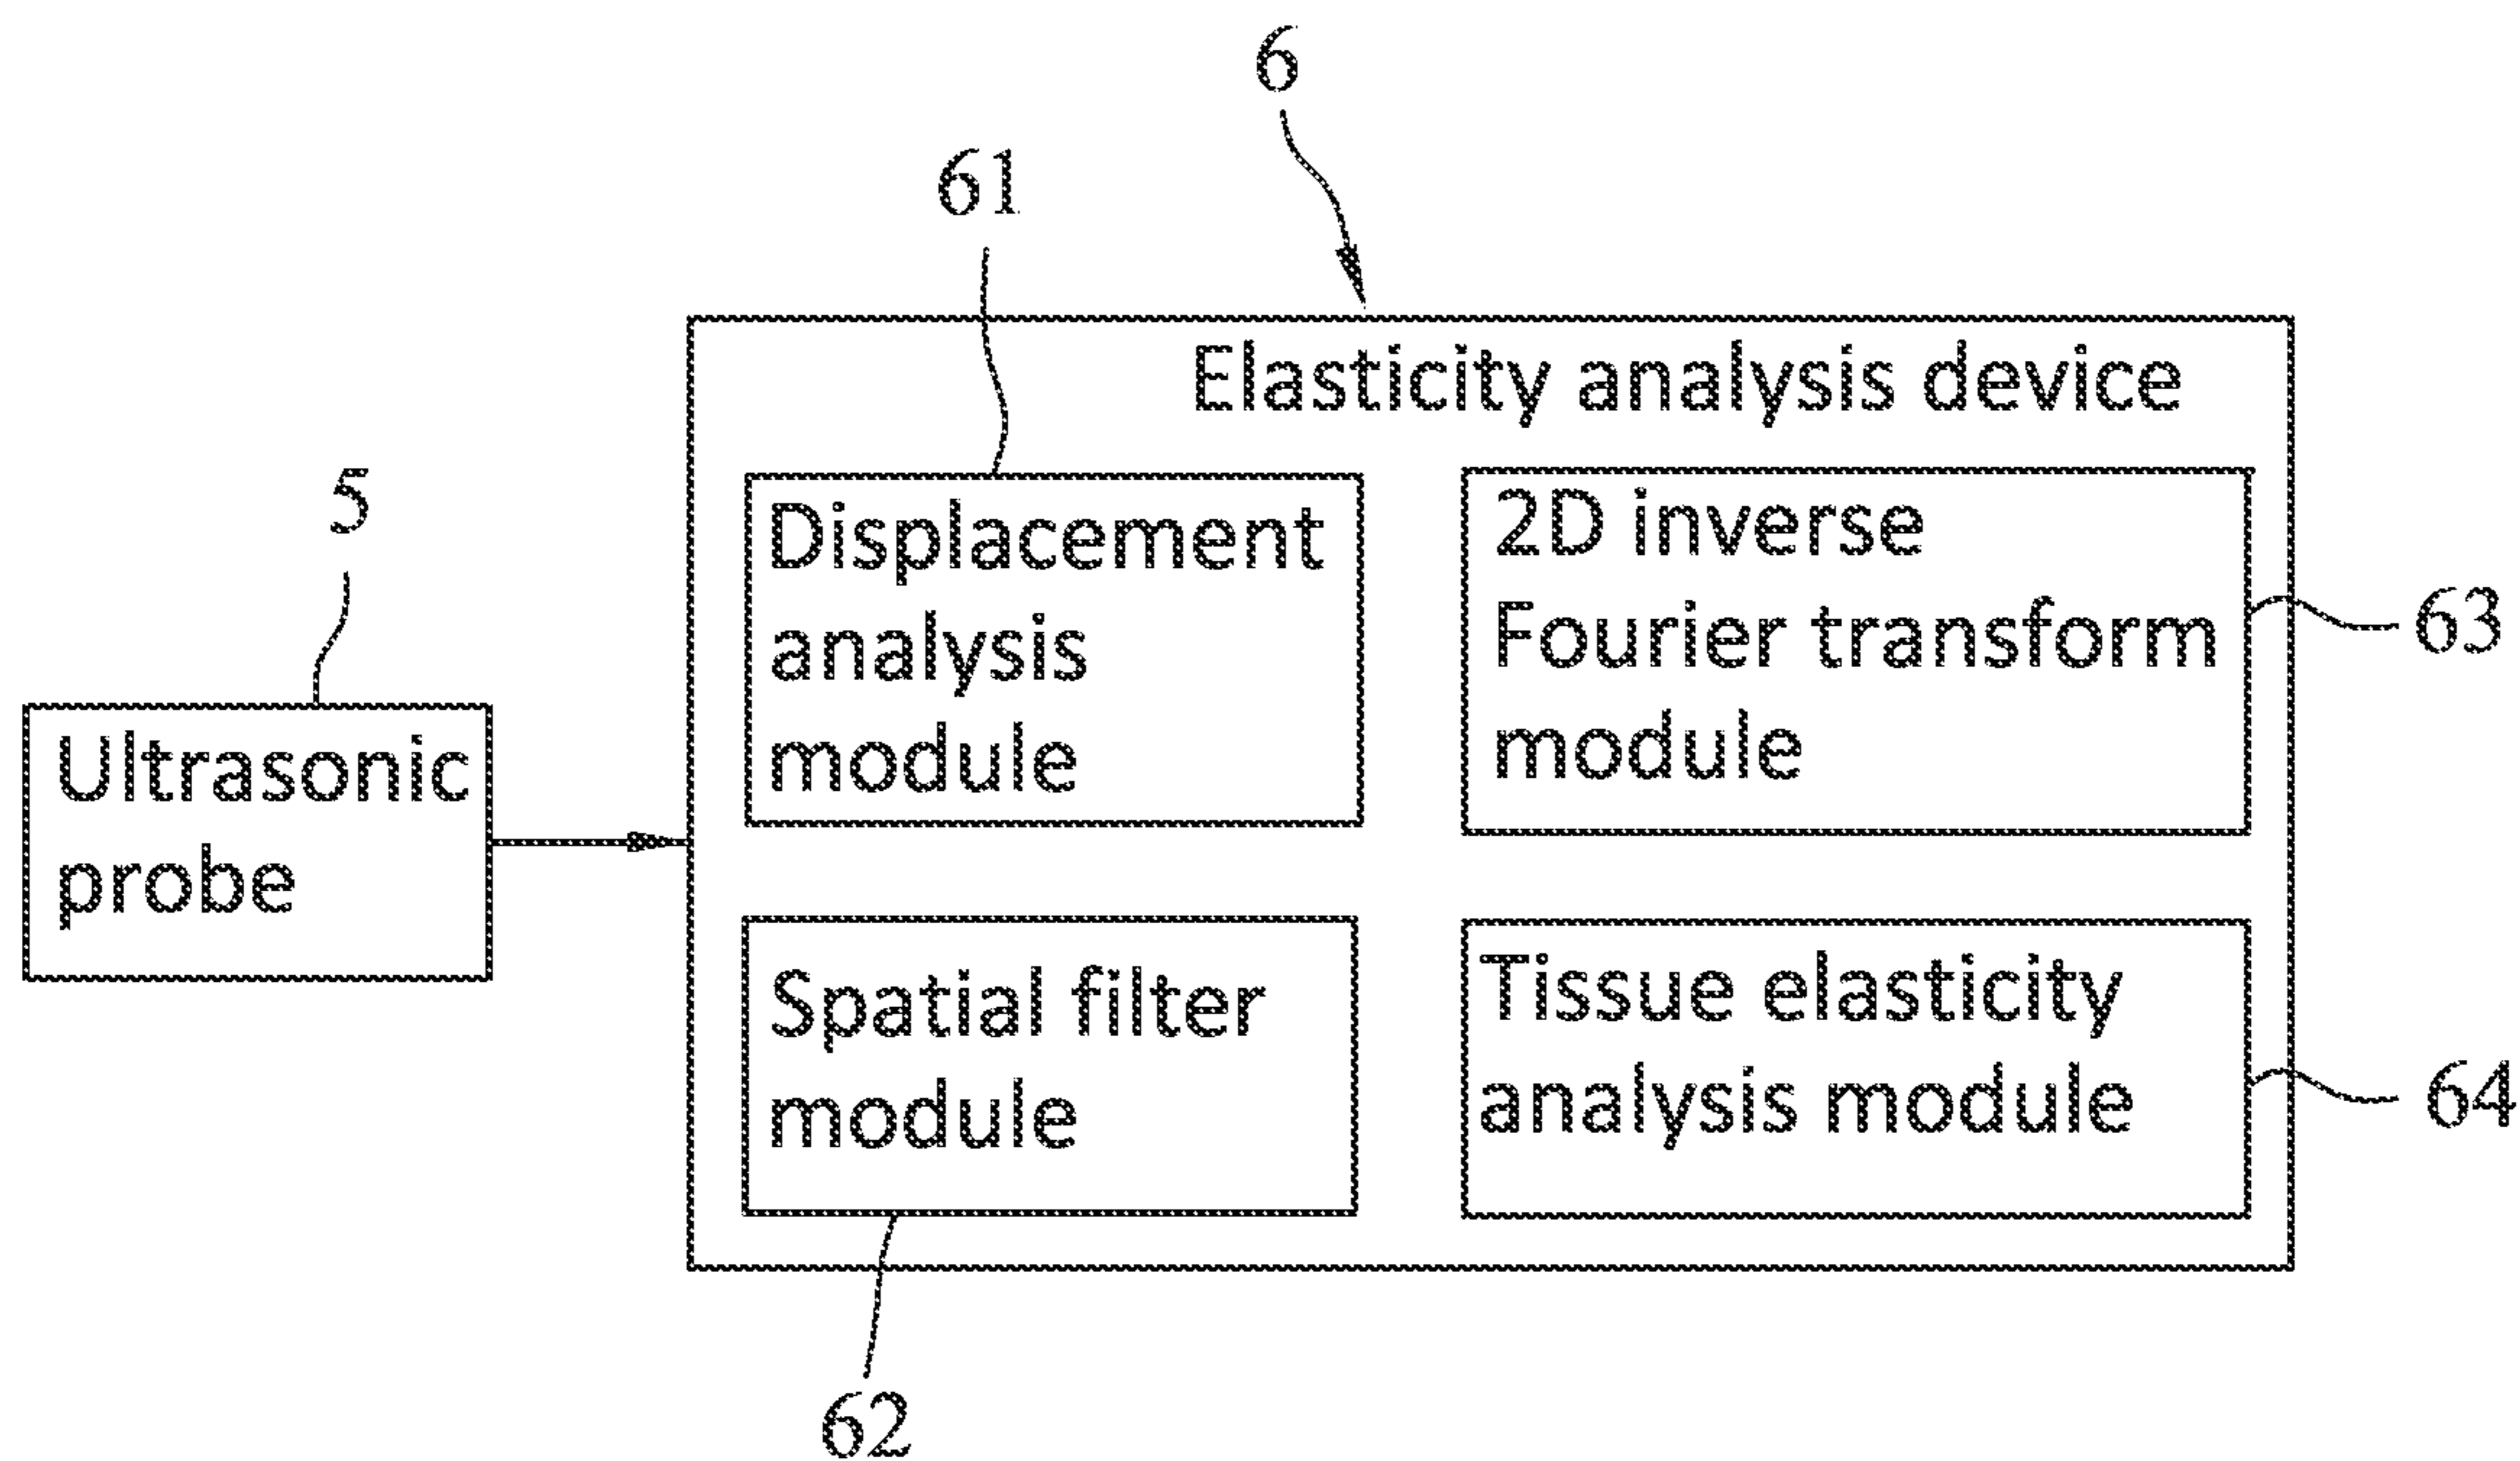 6
61
Elasticity analysis device
5
Displacement
analysis
module
2D inverse
Fourier transform
module
63
Ultrasonic
probe
Spatial filter
module
Tissue elasticity
analysis module
64
62